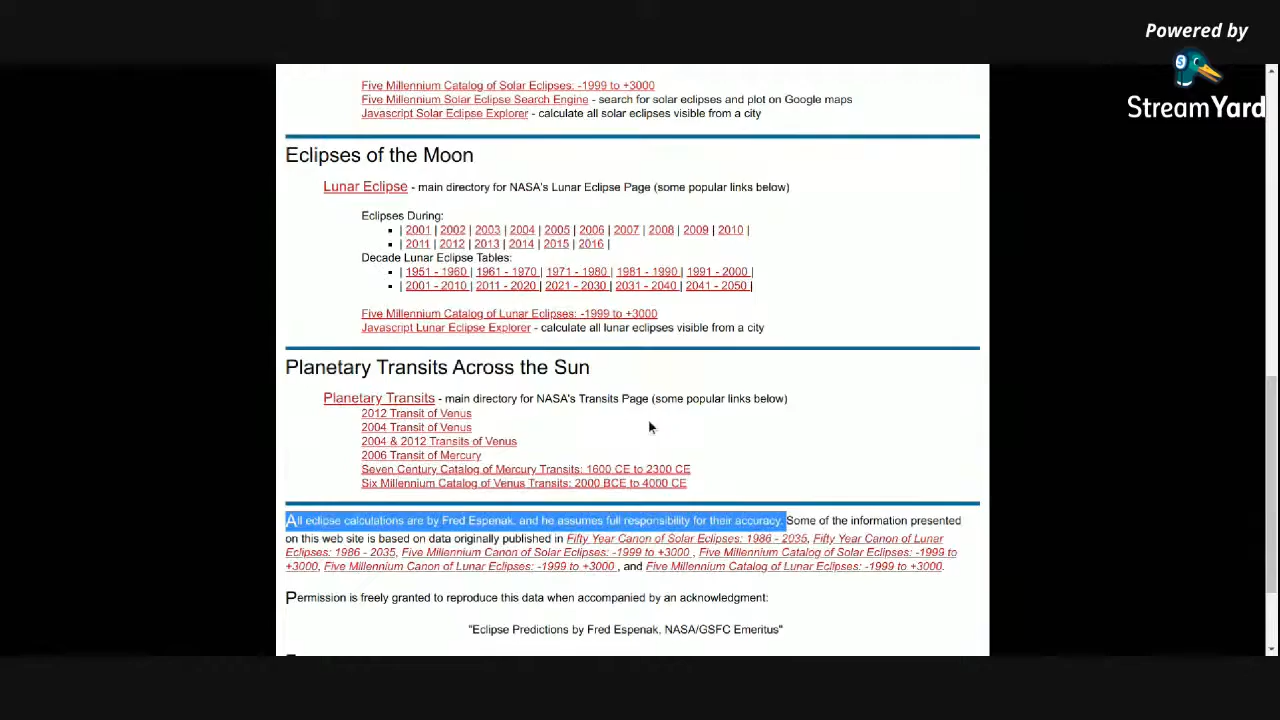 Powered by
StreamYard
Five Millennium Catalog of Solar Eclipses: -1999 to +3000
Five Millennium Solar Eclipse Search Engine - search for solar eclipses and plot on Google maps
Javascript Solar Eclipse Explorer - calculate all solar eclipses visible from a city
Eclipses of the Moon
Lunar Eclipse - main directory for NASA's Lunar Eclipse Page (some popular links below)
Eclipses During:
| 2001 | 2002 | 2003 | 2004 | 2005 | 2006 | 2007 | 2008 | 2009 | 2010 |
| 2011 | 2012 | 2013 | 2014 | 2015 | 2016 |
Decade Lunar Eclipse Tables:
| 1951 - 1960 | 1961 - 1970 | 1971 - 1980 | 1981 - 1990 | 1991 - 2000 |
| 2001 - 2010 | 2011 - 2020 | 2021 - 2030 | 2031 - 2040 | 2041 - 2050 |
Five Millennium Catalog of Lunar Eclipses: -1999 to +3000
Javascript Lunar Eclipse Explorer - calculate all lunar eclipses visible from a city
Planetary Transits Across the Sun
Planetary Transits - main directory for NASA's Transits Page (some popular links below)
2012 Transit of Venus
2004 Transit of Venus
2004 & 2012 Transits of Venus
2006 Transit of Mercury
Seven Century Catalog of Mercury Transits: 1600 CE to 2300 CE
Six Millennium Catalog of Venus Transits: 2000 BCE to 4000 CE
All eclipse calculations are by Fred Espenak, and he assumes full responsibility for their accuracy. Some of the information presented
on this web site is based on data originally published in Fifty Year Canon of Solar Eclipses: 1986 - 2035, Fifty Year Canon of Lunar
Eclipses: 1986 - 2035, Five Millennium Canon of Solar Eclipses: -1999 to +3000 , Five Millennium Catalog of Solar Eclipses: -1999 to
+3000, Five Millennium Canon of Lunar Eclipses: -1999 to +3000 , and Five Millennium Catalog of Lunar Eclipses: -1999 to +3000.
Permission is freely granted to reproduce this data when accompanied by an acknowledgment:
"Eclipse Predictions by Fred Espenak, NASA/GSFC Emeritus"